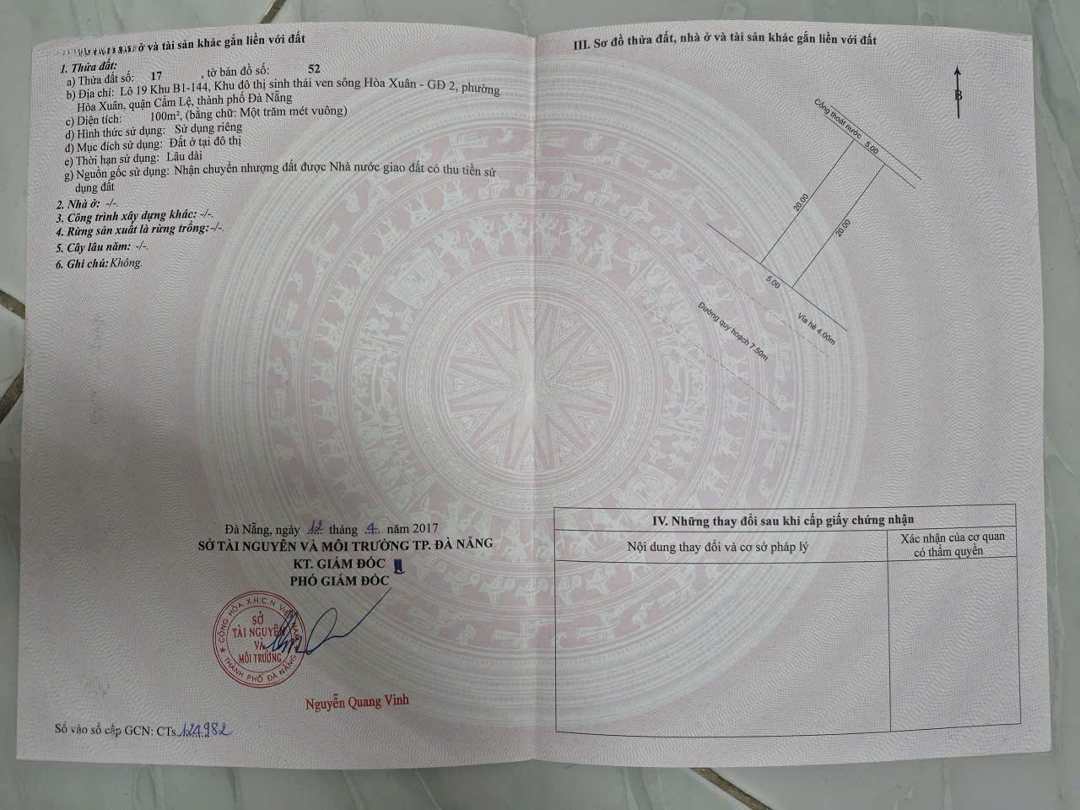 ở và tài sản khác gắn liền với đất
1. Thửa đất:
a) Thửa đất số: 17 , tờ bản đồ số: 52
b) Địa chỉ: Lô 19 Khu B1-144, Khu đô thị sinh thái ven sông Hòa Xuân - GĐ 2, phường
Hòa Xuân, quận Cẩm Lệ, thành phố Đà Nẵng
c) Diện tích: 100m², (bằng chữ: Một trăm mét vuông)
d) Hình thức sử dụng: Sử dụng riêng
đ) Mục đích sử dụng: Đất ở tại đô thị
e) Thời hạn sử dụng: Lâu dài
g) Nguồn gốc sử dụng: Nhận chuyển nhượng đất được Nhà nước giao đất có thu tiền sử
dụng đất
2. Nhà ở: -/-.
3. Công trình xây dựng khác: -/-.
4. Rừng sản xuất là rừng trồng: -/-.
5. Cây lâu năm: -/-.
6. Ghi chú: Không.
Đà Nẵng, ngày 12 tháng 4 năm 2017
SỞ TÀI NGUYÊN VÀ MÔI TRƯỜNG TP. ĐÀ NẴNG
KT. GIÁM ĐỐC
PHÓ GIÁM ĐỐC
CỘNG HÒA X.H.C.N VIỆT NAM
SỞ
TÀI NGUYÊN
VÀ
MÔI TRƯỜNG
THÀNH PHỐ ĐÀ NẴNG
Nguyễn Quang Vinh
Số vào sổ cấp GCN: CTs.124982
III. Sơ đồ thửa đất, nhà ở và tài sản khác gắn liền với đất
B
Cống thoát nước
5.00
20.00
20.00
5.00
Vỉa hè 4.00m
Đường quy hoạch 7.50m
IV. Những thay đổi sau khi cấp giấy chứng nhận
Nội dung thay đổi và cơ sở pháp lý
Xác nhận của cơ quan
có thẩm quyền